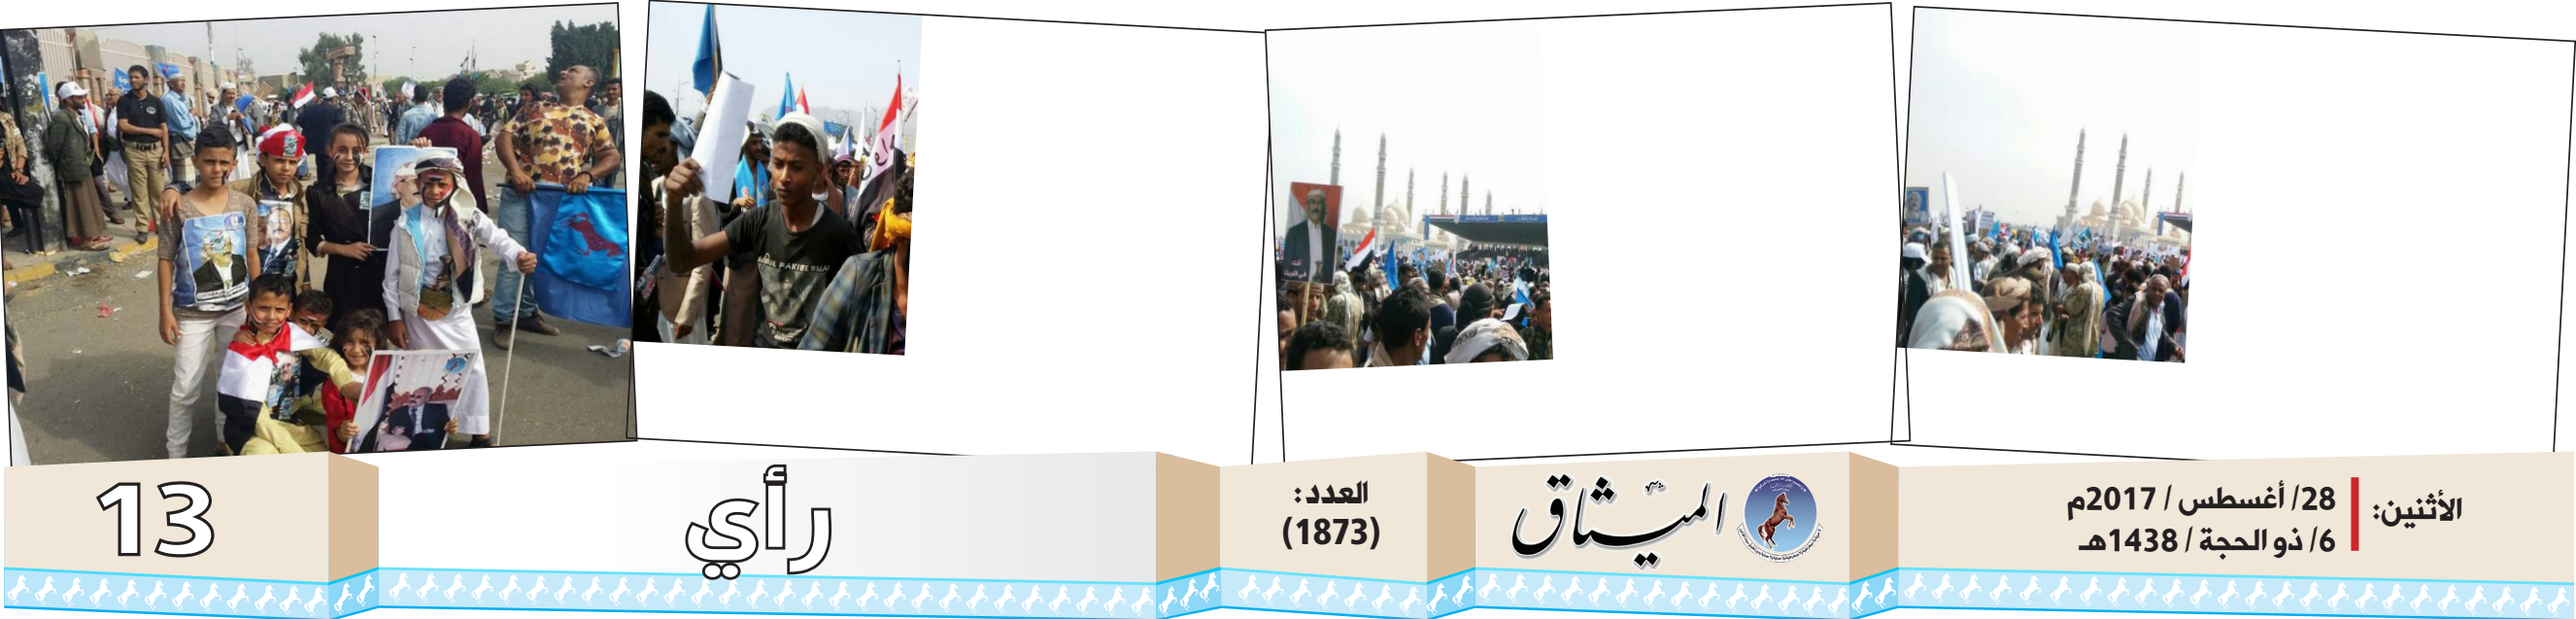 الأثنين:
28/ أغسطس / 2017م
6/ ذو الحجة / 1438هـ
الميثاق
العدد:
(1873)
رأي
13